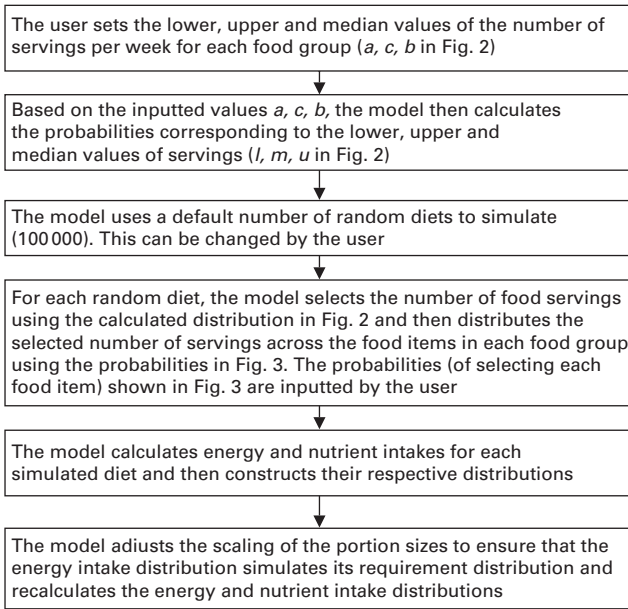 The user sets the lower, upper and median values of the number of
servings per week for each food group (a, c, b in Fig. 2)
Based on the inputted values a, c, b, the model then calculates
the probabilities corresponding to the lower, upper and
median values of servings (l, m, u in Fig. 2)
The model uses a default number of random diets to simulate
(100 000). This can be changed by the user
For each random diet, the model selects the number of food servings
using the calculated distribution in Fig. 2 and then distributes the
selected number of servings across the food items in each food group
using the probabilities in Fig. 3. The probabilities (of selecting each
food item) shown in Fig. 3 are inputted by the user
The model calculates energy and nutrient intakes for each
simulated diet and then constructs their respective distributions
The model adiusts the scaling of the portion sizes to ensure that the
energy intake distribution simulates its requirement distribution and
recalculates the energy and nutrient intake distributions